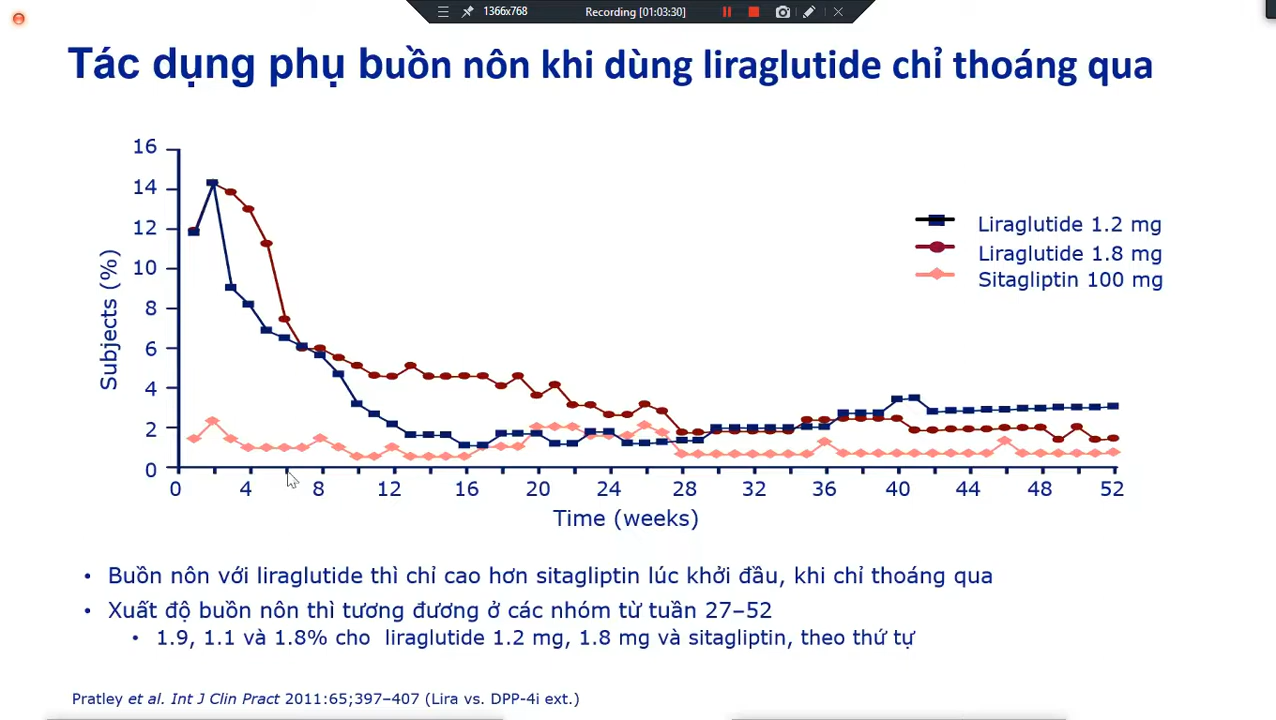 1366x768
Recording [01:03:30]
Tác dụng phụ buồn nôn khi dùng liraglutide chỉ thoáng qua
16
14
12
10
8
6
4
2
0
Subjects (%)
Liraglutide 1.2 mg
Liraglutide 1.8 mg
Sitagliptin 100 mg
0 4 8 12 16 20 24 28 32 36 40 44 48 52
Time (weeks)
• Buồn nôn với liraglutide thì chỉ cao hơn sitagliptin lúc khởi đầu, khi chỉ thoáng qua
• Xuất độ buồn nôn thì tương đương ở các nhóm từ tuần 27–52
• 1.9, 1.1 và 1.8% cho liraglutide 1.2 mg, 1.8 mg và sitagliptin, theo thứ tự
Pratley et al. Int J Clin Pract 2011:65;397–407 (Lira vs. DPP-4i ext.)